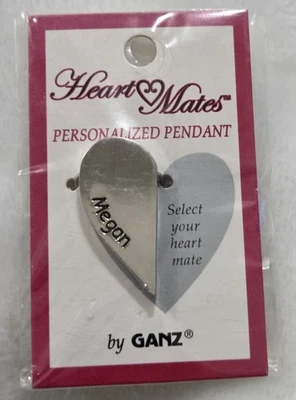 Heart Mates™
PERSONALIZED PENDANT
Megan
Select
your
heart
mate
by GANZ®